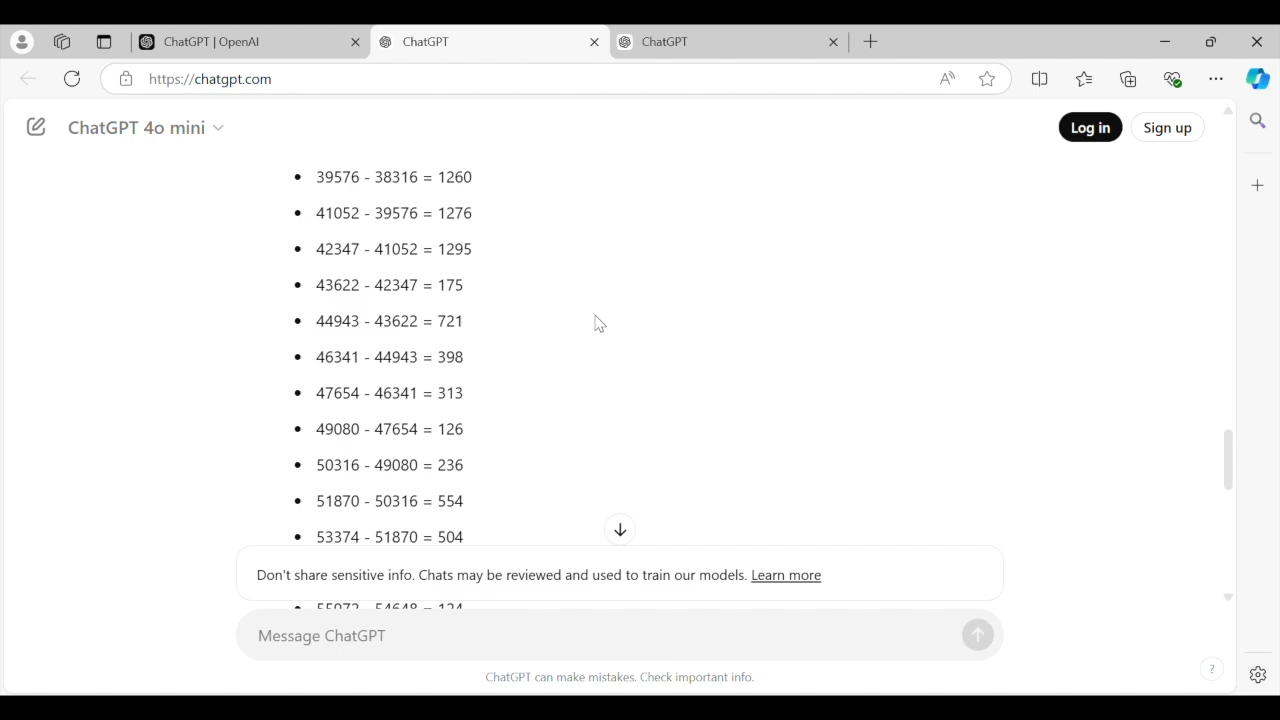 ChatGPT | OpenAI
ChatGPT
ChatGPT
https://chatgpt.com
ChatGPT 4o mini
Log in
Sign up
39576 - 38316 = 1260
41052 - 39576 = 1276
42347 - 41052 = 1295
43622 - 42347 = 175
44943 - 43622 = 721
46341 - 44943 = 398
47654 - 46341 = 313
49080 - 47654 = 126
50316 - 49080 = 236
51870 - 50316 = 554
53374 - 51870 = 504
Don't share sensitive info. Chats may be reviewed and used to train our models. Learn more
55972 - 54648 = 124
Message ChatGPT
ChatGPT can make mistakes. Check important info.
?